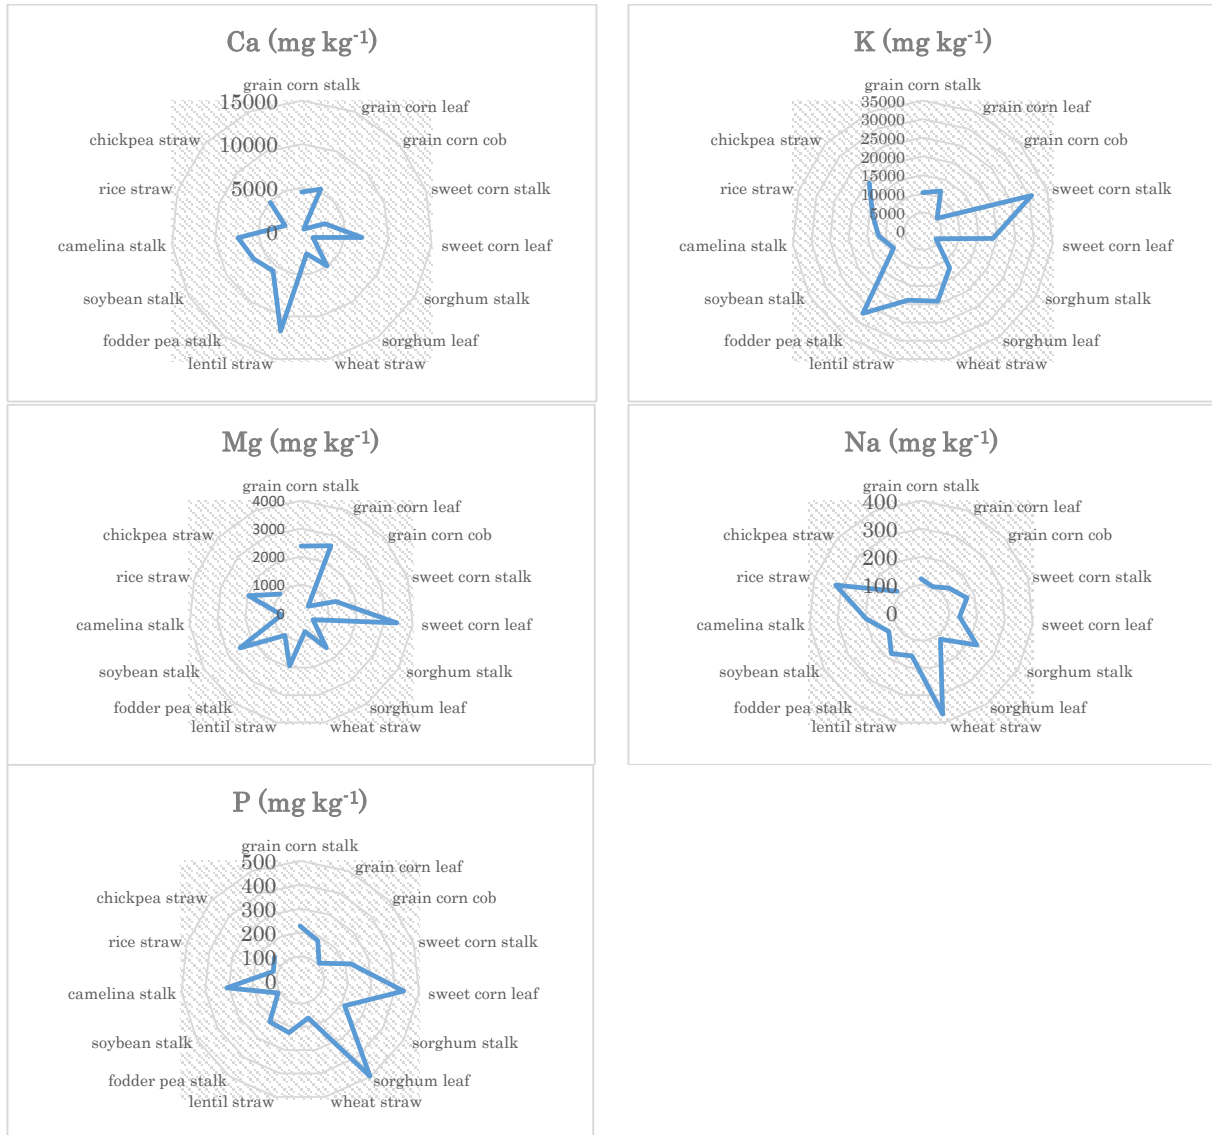 Ca (mg kg-1)
grain corn stalk
15000
grain corn leaf
10000
chickpea straw
grain corn cob
5000
rice straw
sweet corn stalk
0
camelina stalk
sweet corn leaf
soybean stalk
sorghum stalk
fodder pea stalk
sorghum leaf
lentil straw
wheat straw
K (mg kg-1)
grain corn stalk
35000
grain corn leaf
30000
25000
chickpea straw
grain corn cob
20000
15000
rice straw
sweet corn stalk
10000
5000
0
camelina stalk
sweet corn leaf
soybean stalk
sorghum stalk
fodder pea stalk
sorghum leaf
lentil straw
wheat straw
Mg (mg kg-1)
grain corn stalk
4000
grain corn leaf
3000
chickpea straw
grain corn cob
2000
rice straw
sweet corn stalk
1000
0
camelina stalk
sweet corn leaf
soybean stalk
sorghum stalk
fodder pea stalk
sorghum leaf
lentil straw
wheat straw
Na (mg kg-1)
grain corn stalk
400
grain corn leaf
300
chickpea straw
grain corn cob
200
rice straw
sweet corn stalk
100
0
camelina stalk
sweet corn leaf
soybean stalk
sorghum stalk
fodder pea stalk
sorghum leaf
lentil straw
wheat straw
P (mg kg-1)
grain corn stalk
500
grain corn leaf
400
chickpea straw
grain corn cob
300
200
rice straw
sweet corn stalk
100
0
camelina stalk
sweet corn leaf
soybean stalk
sorghum stalk
fodder pea stalk
sorghum leaf
lentil straw
wheat straw